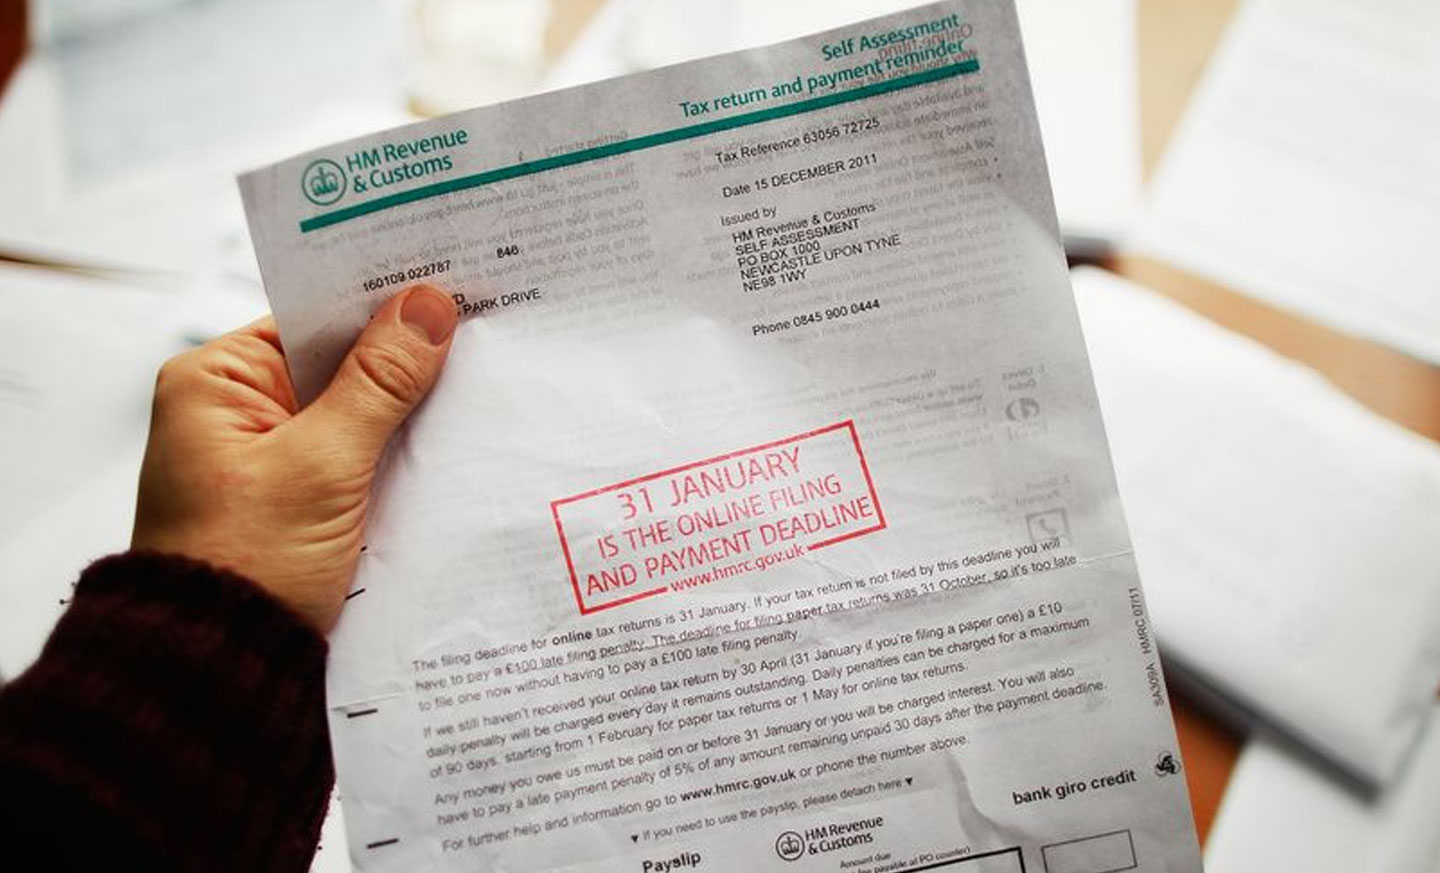 Self Assessment
Tax return and payment reminder
HM Revenue
& Customs
Tax Reference 63056 72725
Date 15 DECEMBER 2011
Issued by
HM Revenue & Customs
SELF ASSESSMENT
PO BOX 1000
NEWCASTLE UPON TYNE
NE98 1WY
Phone 0845 900 0444
160109 022787 846
PARK DRIVE
31 JANUARY
IS THE ONLINE FILING
AND PAYMENT DEADLINE
www.hmrc.gov.uk
The filing deadline for online tax returns is 31 January. If your tax return is not filed by this deadline you will
have to pay a £100 late filing penalty. The deadline for filing paper tax returns was 31 October, so it's too late
to file one now without having to pay a £100 late filing penalty.
If we still haven't received your online tax return by 30 April (31 January if you're filing a paper one) a £10
daily penalty will be charged every day it remains outstanding. Daily penalties can be charged for a maximum
of 90 days, starting from 1 February for paper tax returns or 1 May for online tax returns.
Any money you owe us must be paid on or before 31 January or you will be charged interest. You will also
have to pay a late payment penalty of 5% of any amount remaining unpaid 30 days after the payment deadline.
For further help and information go to www.hmrc.gov.uk or phone the number above.
▼ If you need to use the payslip, please detach here ▼
SA309A HMRC 07/11
Payslip
HM Revenue
& Customs
bank giro credit
Amount due
payable at PO counter)